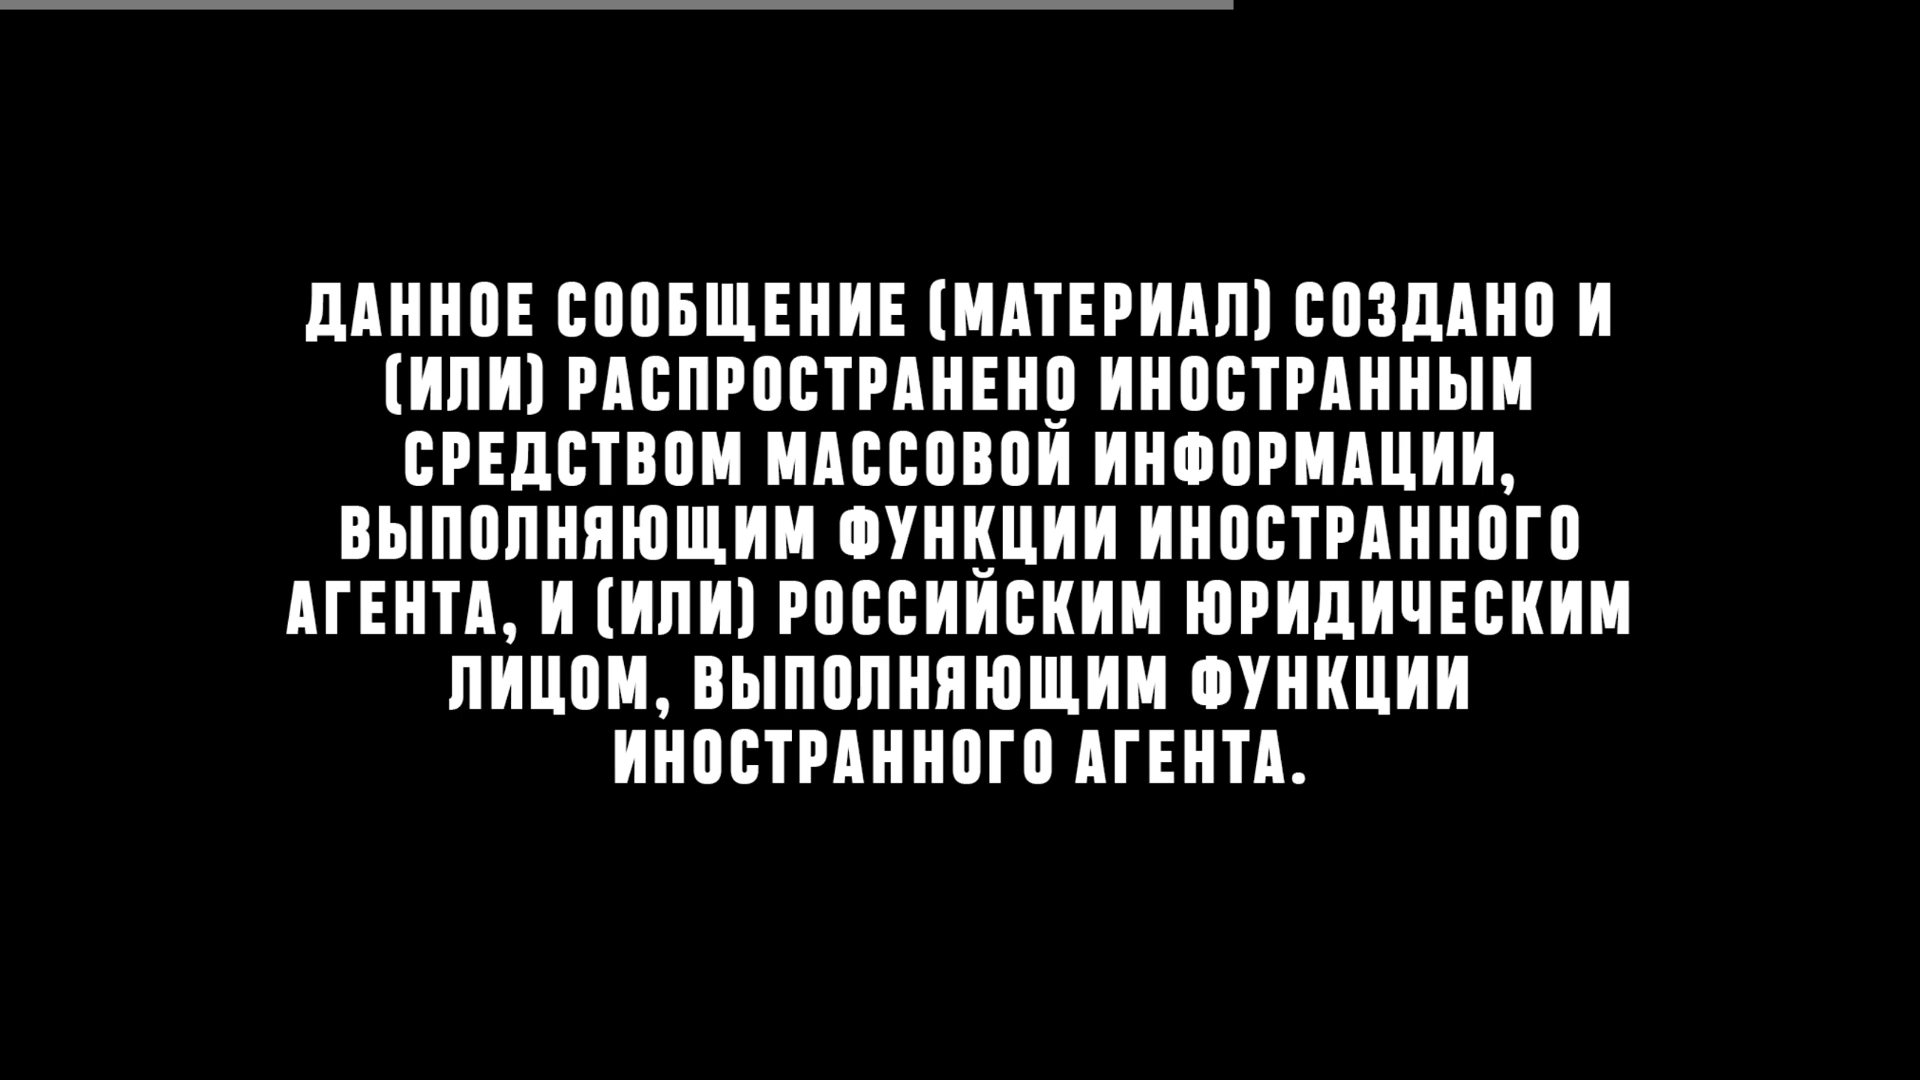 ДАННОЕ СООБЩЕНИЕ (МАТЕРИАЛ) СОЗДАНО И
(ИЛИ) РАСПРОСТРАНЕНО ИНОСТРАННЫМ
СРЕДСТВОМ МАССОВОЙ ИНФОРМАЦИИ,
ВЫПОЛНЯЮЩИМ ФУНКЦИИ ИНОСТРАННОГО
АГЕНТА, И (ИЛИ) РОССИЙСКИМ ЮРИДИЧЕСКИМ
ЛИЦОМ, ВЫПОЛНЯЮЩИМ ФУНКЦИИ
ИНОСТРАННОГО АГЕНТА.